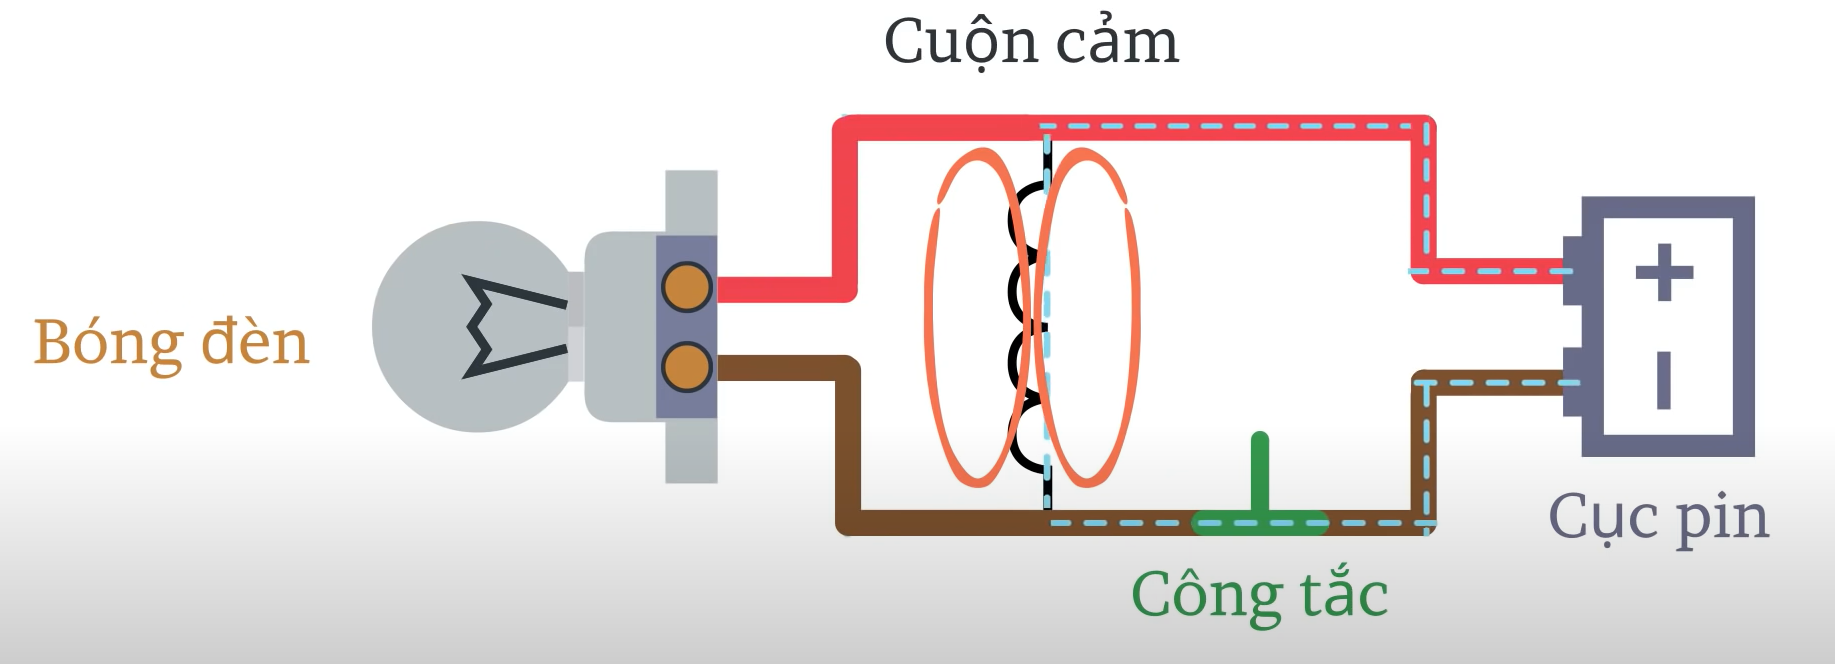 Cuộn cảm
Bóng đèn
+
-
Cục pin
Công tắc